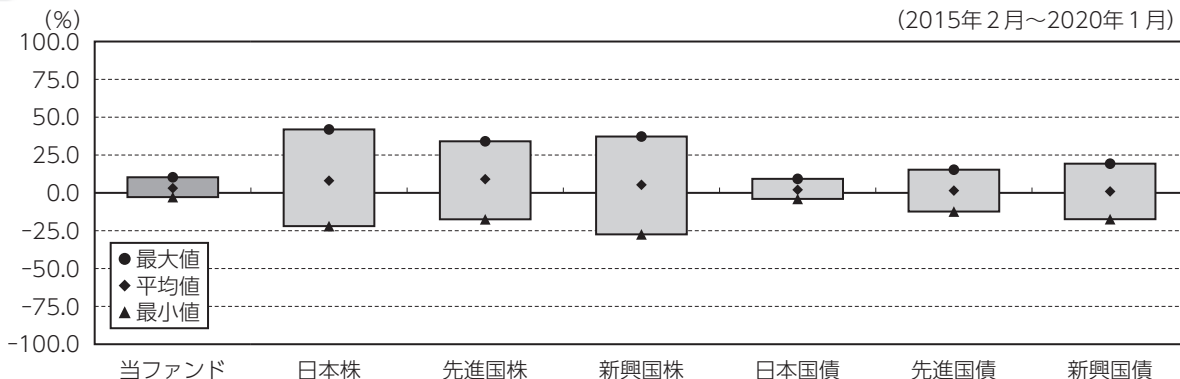 (%)
(2015年2月～2020年1月)
100.0
75.0
50.0
25.0
0.0
-25.0
-50.0
-75.0
-100.0
●最大値
◆平均値
▲最小値
当ファンド 日本株 先進国株 新興国株 日本国債 先進国債 新興国債